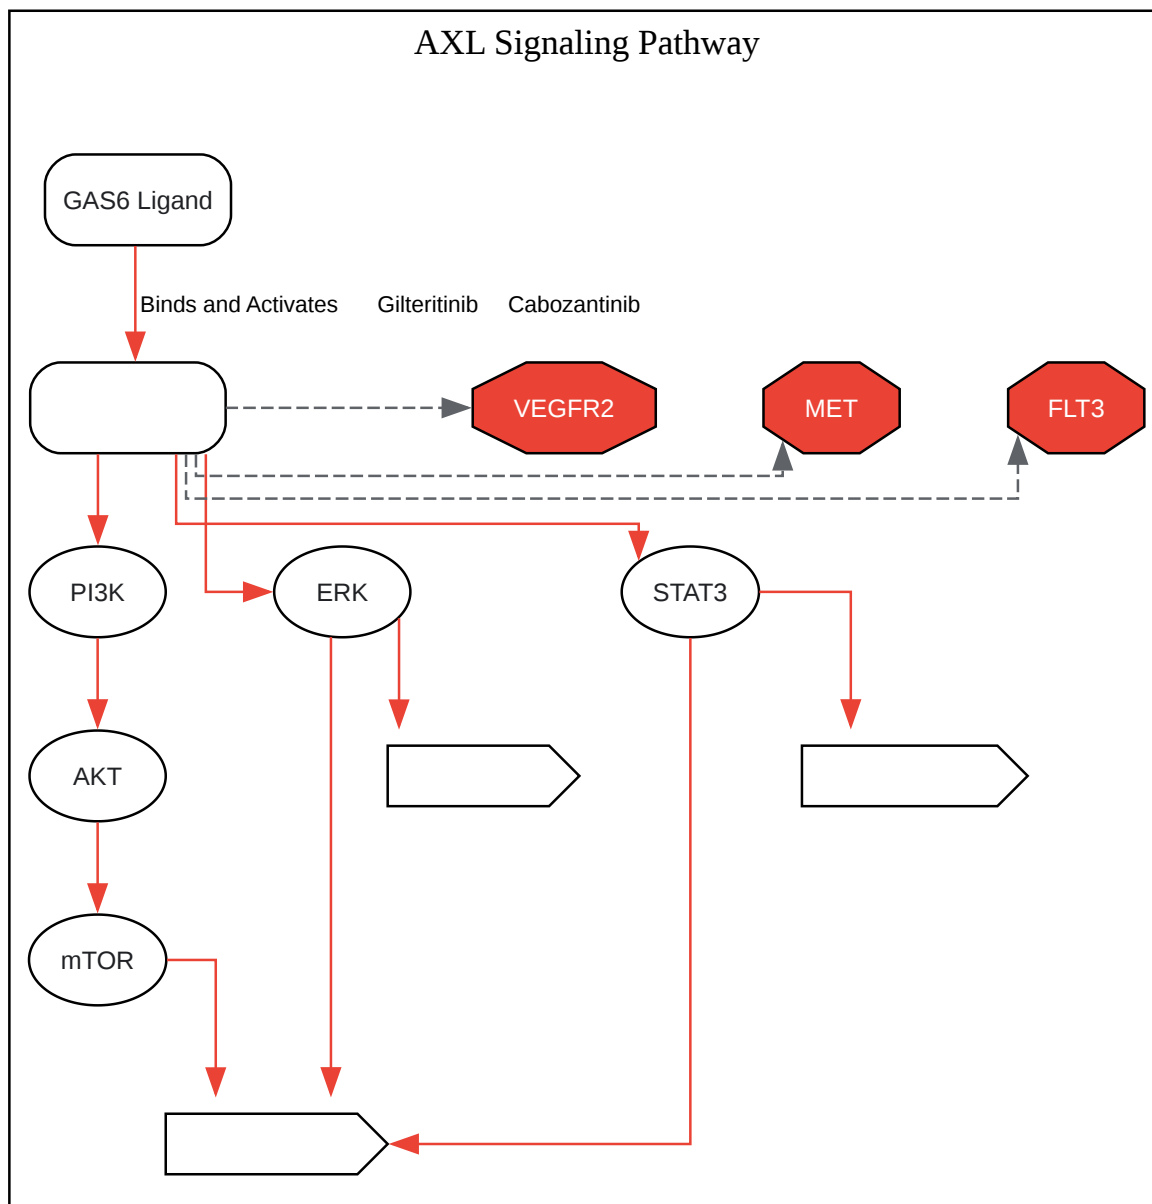 AXL Signaling Pathway
GAS6 Ligand
Binds and Activates
Gilteritinib
Cabozantinib
VEGFR2
MET
FLT3
PI3K
ERK
STAT3
AKT
mTOR